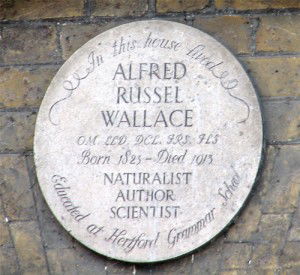 In this house lived
ALFRED
RUSSEL
WALLACE
OM. LLD. DCL. FRS. FLS
Born 1823 – Died 1913
NATURALIST
AUTHOR
SCIENTIST
Educated at Hertford Grammar School